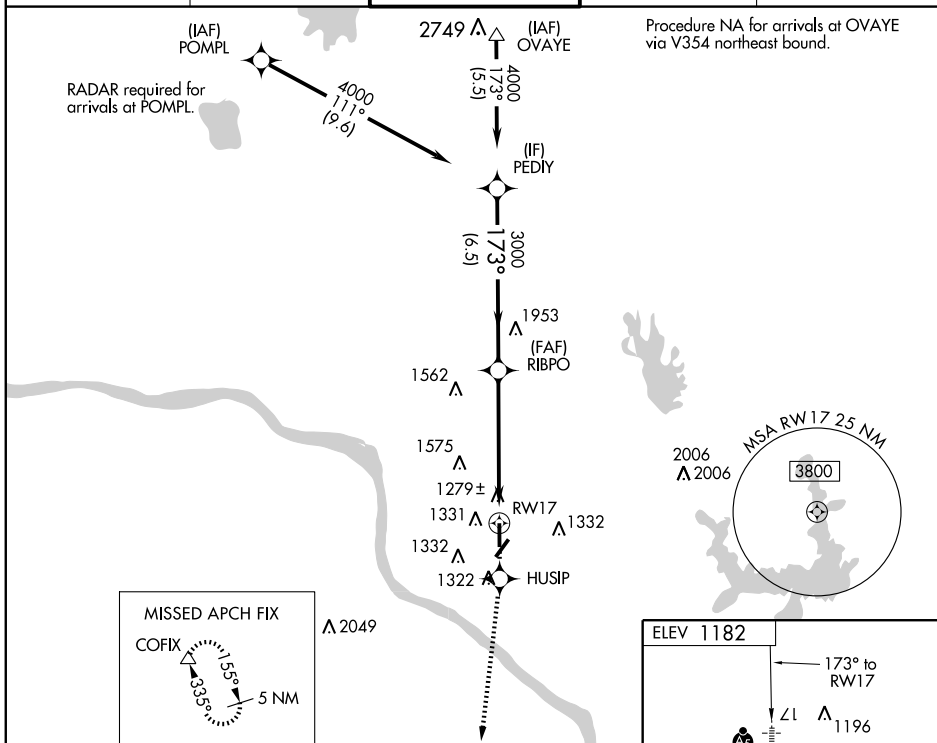 (IAF)
POMPL
2749
(IAF)
OVAYE
Procedure NA for arrivals at OVAYE
via V354 northeast bound.
RADAR required for
arrivals at POMPL.
4000
111°
(9.6)
4000
173°
(5.5)
(IF)
PEDIY
3000
173°
(6.5)
1953
(FAF)
RIBPO
1562
1575
1279±
1331
RW17
1332
1332
1322
HUSIP
2006
2006
MSA RW17 25 NM
3800
MISSED APCH FIX
COFIX
155°
335°
5 NM
2049
ELEV 1182
173° to
RW17
17
1196
A5